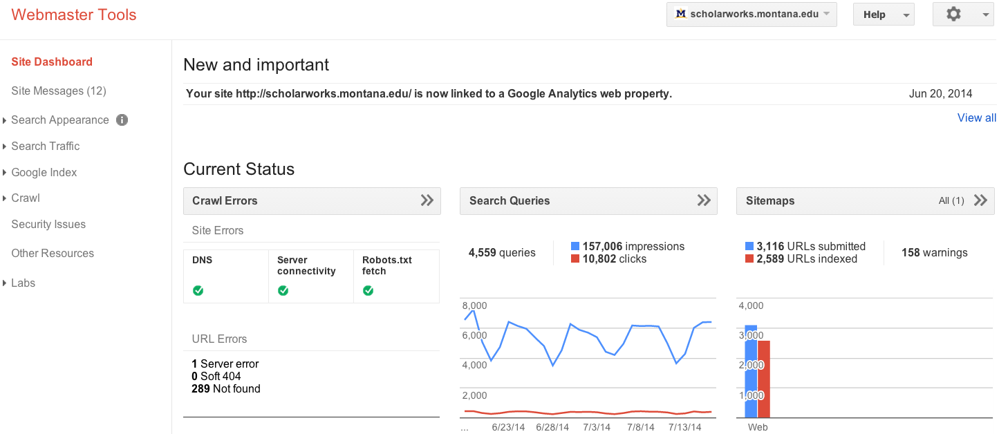 Webmaster Tools
M scholarworks.montana.edu
Help
Site Dashboard
Site Messages (12)
Search Appearance i
Search Traffic
Google Index
Crawl
Security Issues
Other Resources
Labs
New and important
Your site http://scholarworks.montana.edu/ is now linked to a Google Analytics web property. Jun 20, 2014
View all
Current Status
Crawl Errors
Site Errors
DNS
Server
connectivity
Robots.txt
fetch
URL Errors
1 Server error
0 Soft 404
289 Not found
Search Queries
4,559 queries
157,006 impressions
10,802 clicks
8,000
6,000
4,000
2,000
... 6/23/14 6/28/14 7/3/14 7/8/14 7/13/14
Sitemaps All (1)
3,116 URLs submitted
2,589 URLs indexed
158 warnings
4,000
3,000
2,000
1,000
Web